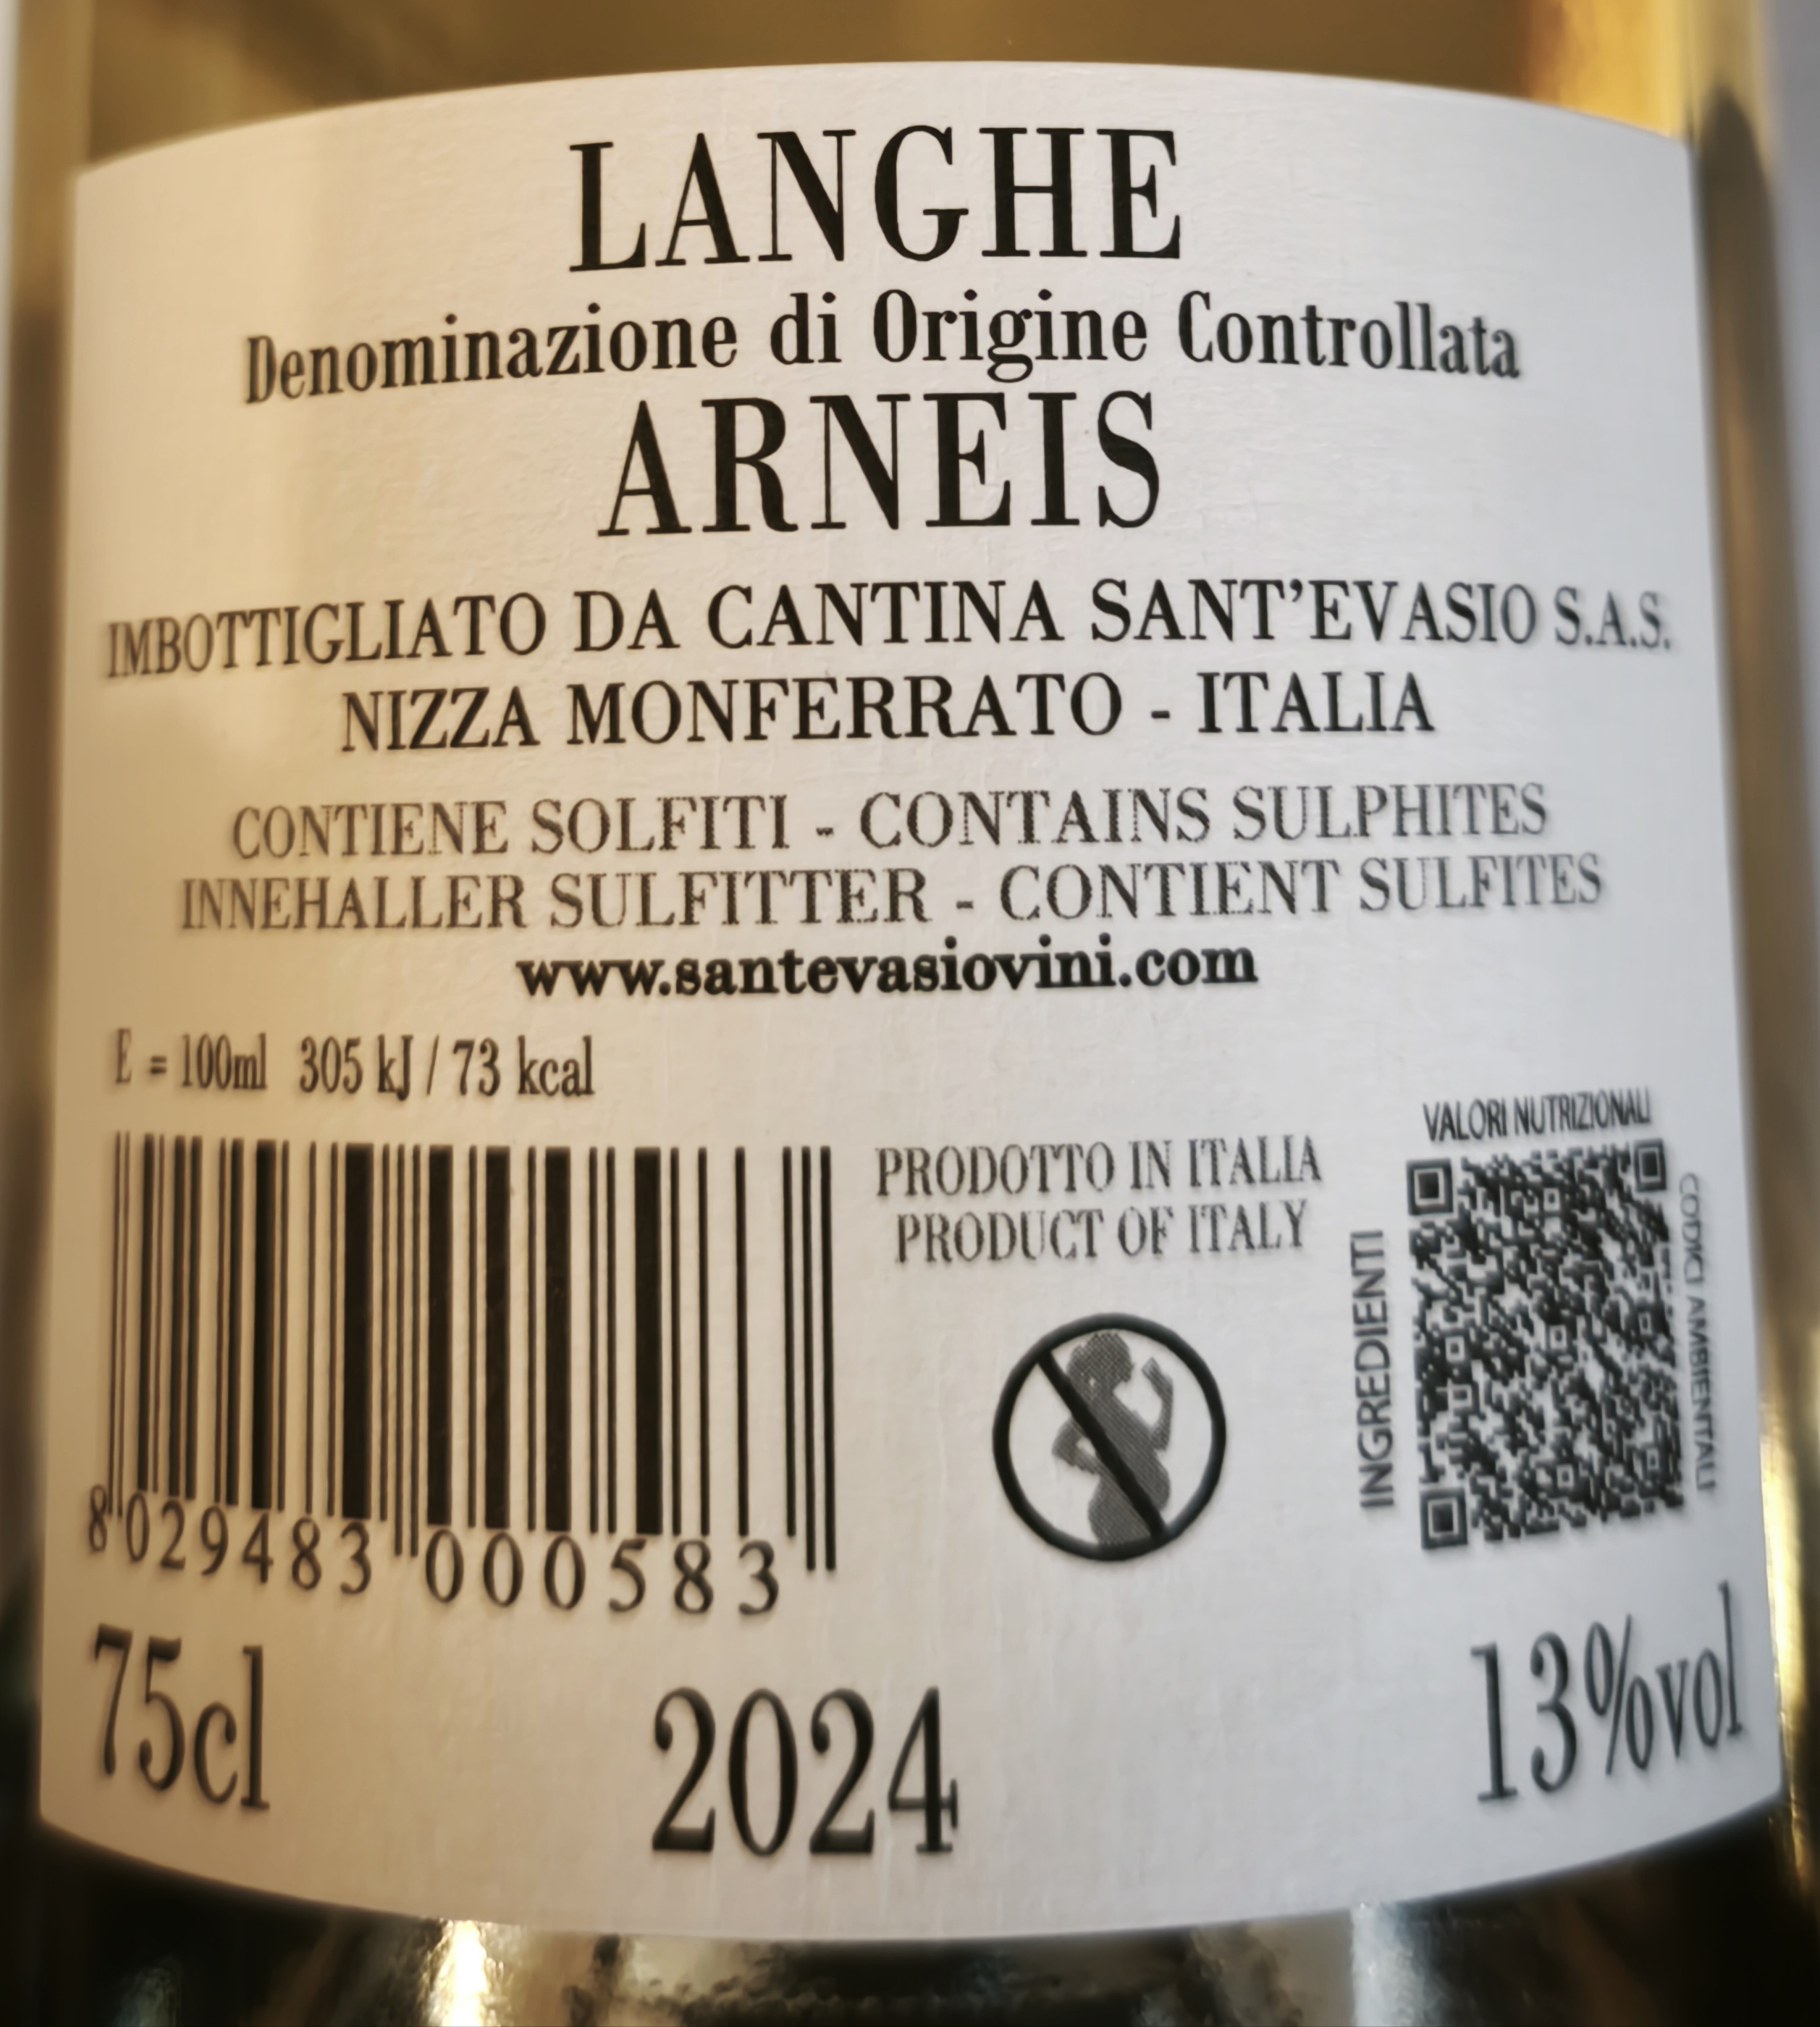 LANGHE
Denominazione di Origine Controllata
ARNEIS
IMBOTTIGLIATO DA CANTINA SANT'EVASIO S.A.S.
NIZZA MONFERRATO - ITALIA
CONTIENE SOLFITI - CONTAINS SULPHITES
INNEHALLER SULFITTER - CONTIENT SULFITES
www.santevasiovini.com
E = 100ml 305 kJ / 73 kcal
8 029483 000583
PRODOTTO IN ITALIA
PRODUCT OF ITALY
VALORI NUTRIZIONALI
INGREDIENTI
CODICI AMBIENTALI
75cl
2024
13%vol